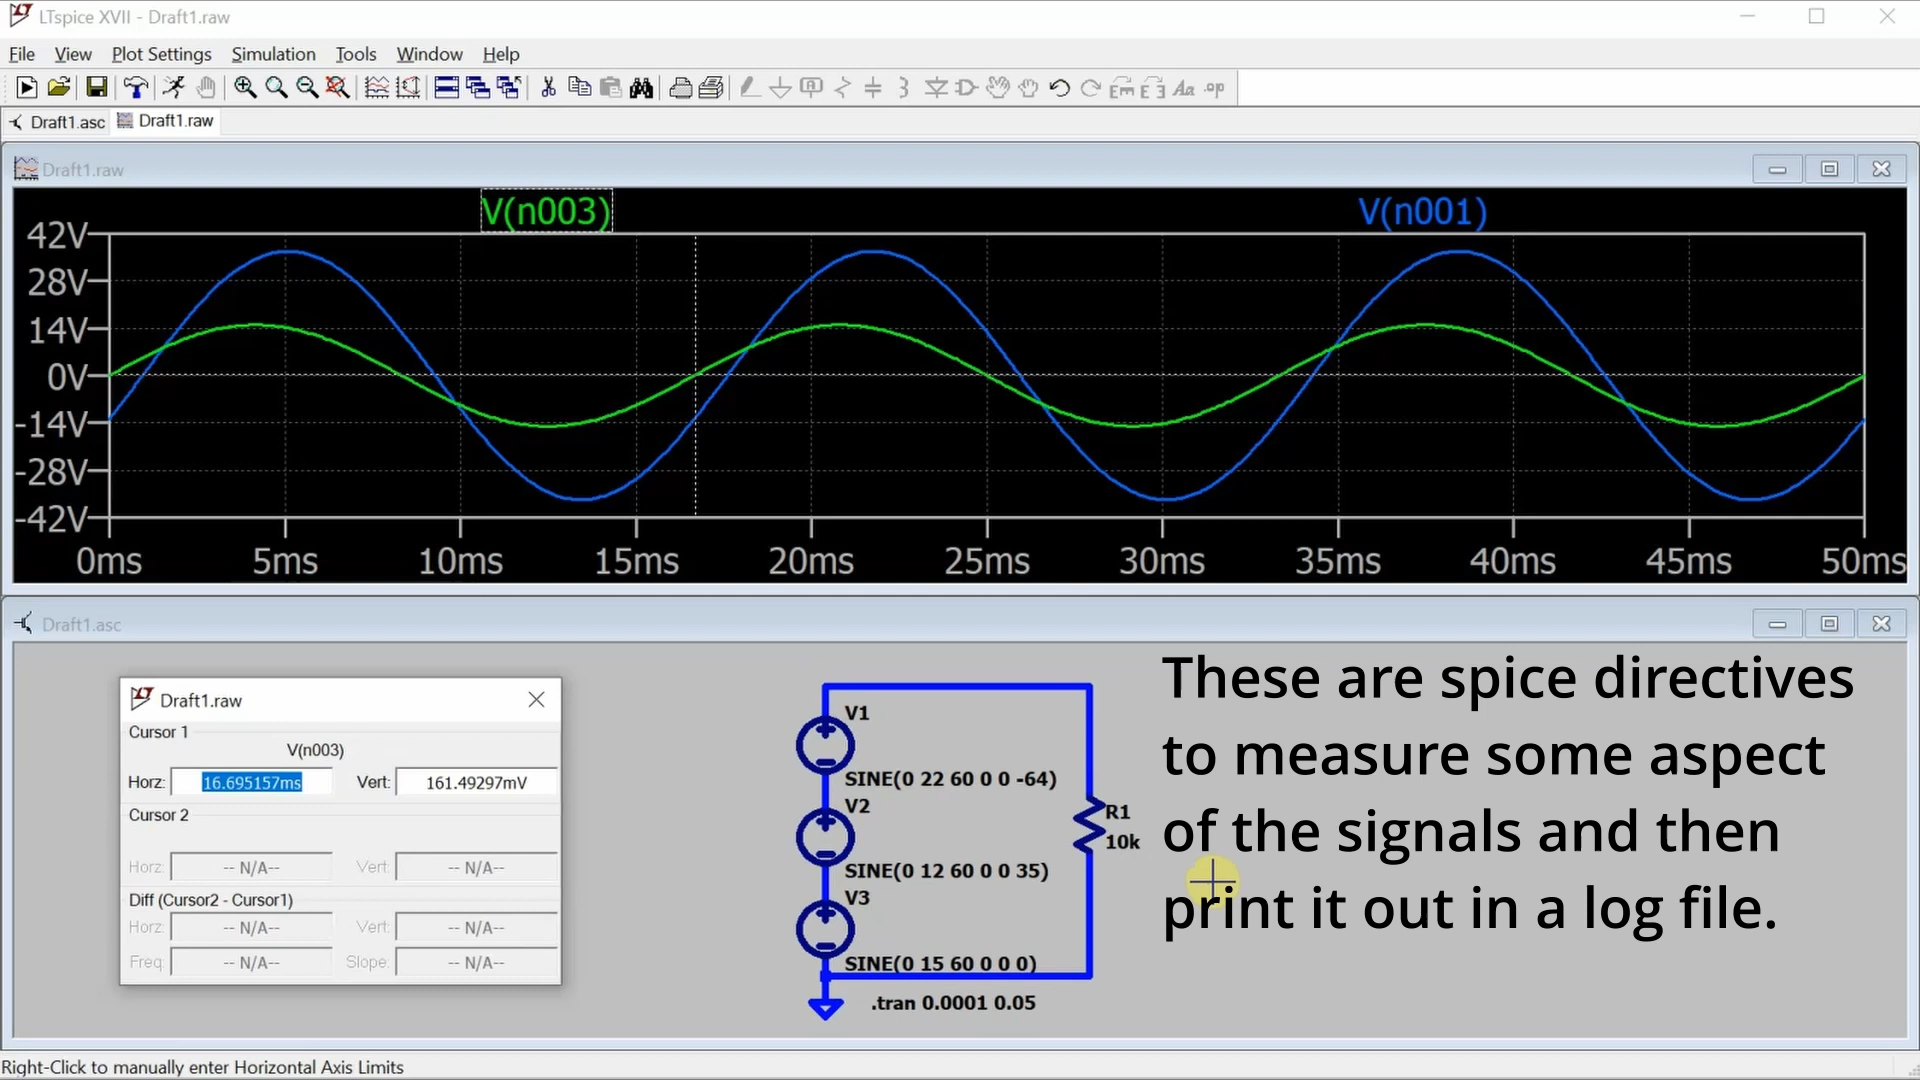 LTspice XVII - Draft1.raw
File View Plot Settings Simulation Tools Window Help
Draft1.asc Draft1.raw
Draft1.raw
V(n003) V(n001)
42V
28V
14V
0V
-14V
-28V
-42V
0ms 5ms 10ms 15ms 20ms 25ms 30ms 35ms 40ms 45ms 50ms
Draft1.asc
Draft1.raw
Cursor 1
V(n003)
Horz: 16.695157ms Vert: 161.49297mV
Cursor 2
Horz: -- N/A-- Vert: -- N/A--
Diff (Cursor2 - Cursor1)
Horz: -- N/A-- Vert: -- N/A--
Freq: -- N/A-- Slope: -- N/A--
V1
SINE(0 22 60 0 0 -64)
V2
SINE(0 12 60 0 0 35)
V3
SINE(0 15 60 0 0 0)
R1
10k
.tran 0.0001 0.05
These are spice directives
to measure some aspect
of the signals and then
print it out in a log file.
Right-Click to manually enter Horizontal Axis Limits